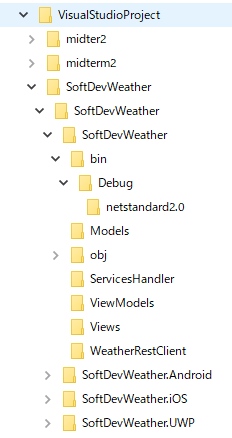 VisualStudioProject
midter2
midterm2
SoftDevWeather
SoftDevWeather
SoftDevWeather
bin
Debug
netstandard2.0
Models
obj
ServicesHandler
ViewModels
Views
WeatherRestClient
SoftDevWeather.Android
SoftDevWeather.iOS
SoftDevWeather.UWP